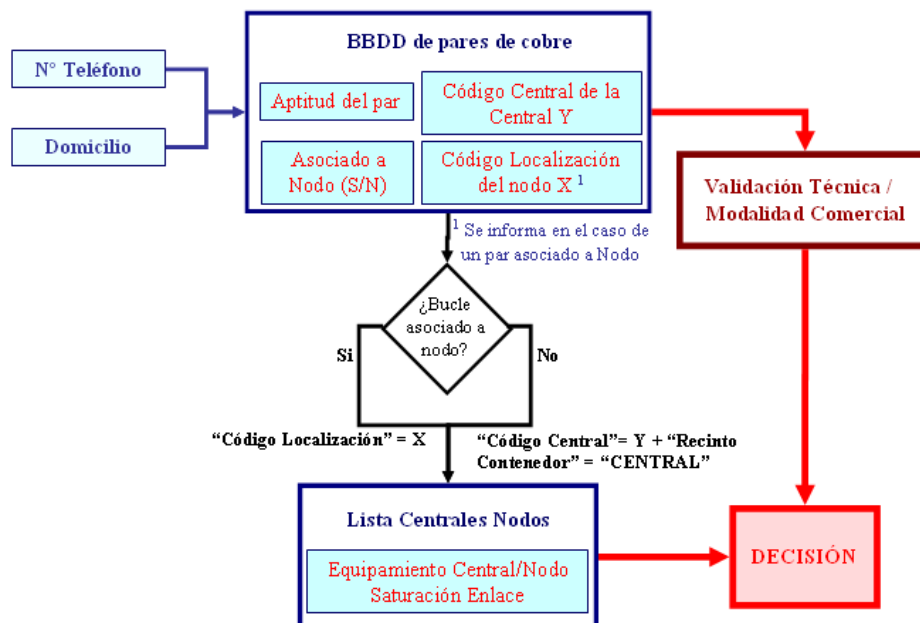 BBDD de pares de cobre
N° Teléfono
Domicilio
Aptitud del par
Código Central de la
Central Y
Asociado a
Nodo (S/N)
Código Localización
del nodo X 1
Validación Técnica /
Modalidad Comercial
1 Se informa en el caso de
un par asociado a Nodo
¿Bucle
asociado a
nodo?
Si
No
“Código Localización” = X
“Código Central”= Y + “Recinto
Contenedor” = “CENTRAL”
Lista Centrales Nodos
Equipamiento Central/Nodo
Saturación Enlace
DECISIÓN